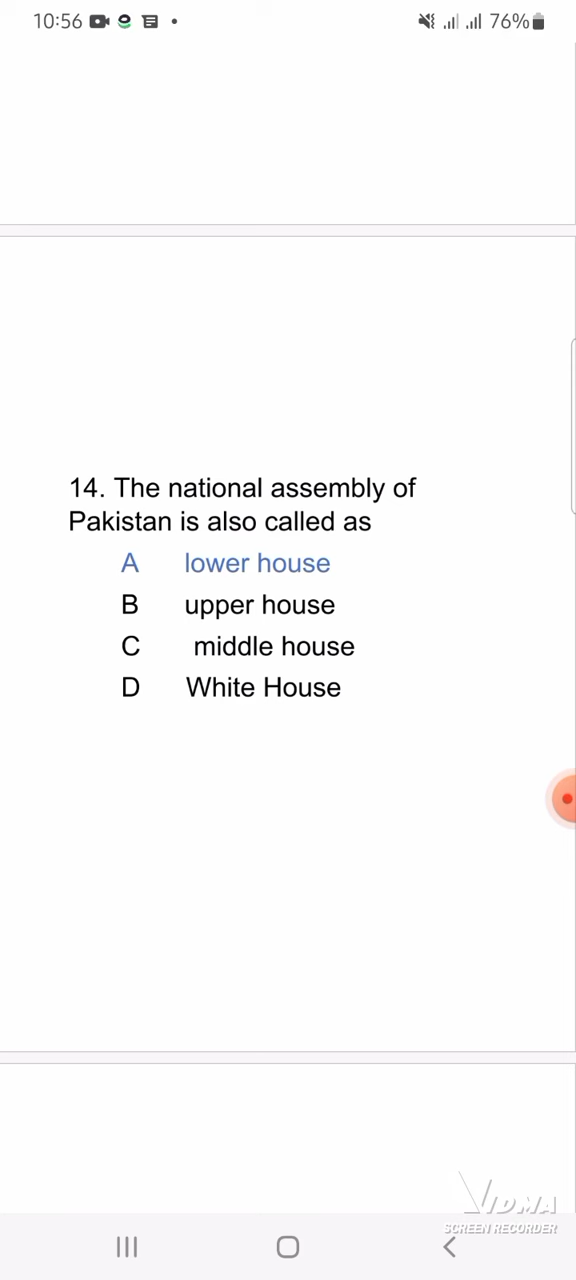 10:56 76%
14. The national assembly of
Pakistan is also called as
A lower house
B upper house
C middle house
D White House
VIDMA
SCREEN RECORDER